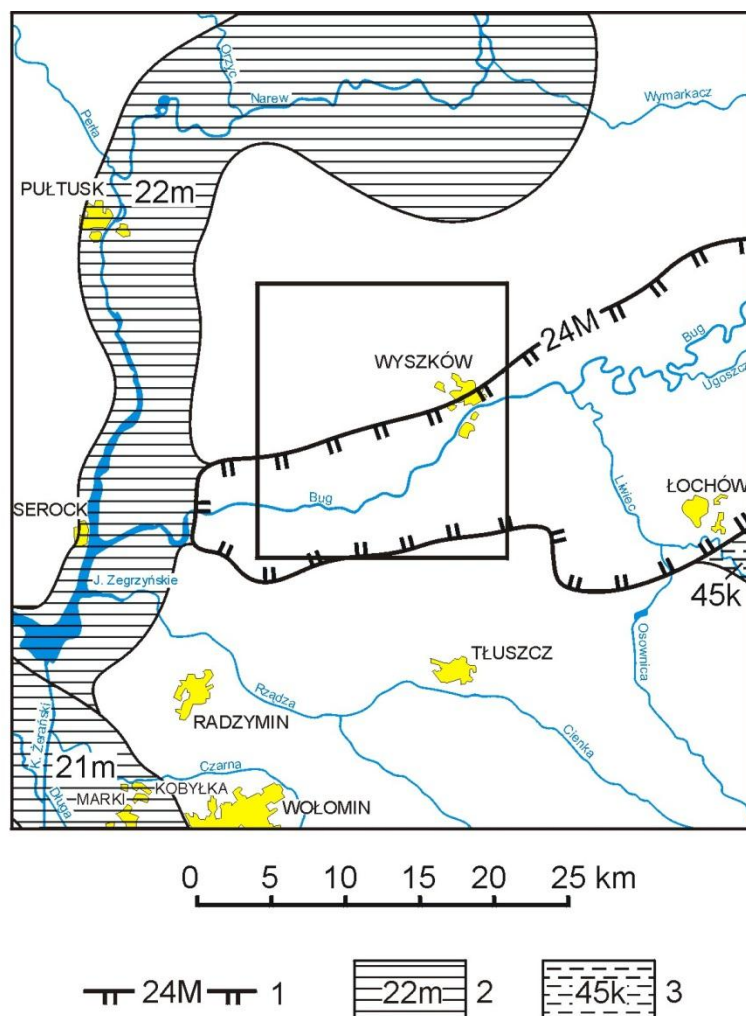 Orzyc
Narew
Wymarkacz
Perła
PUŁTUSK
22m
24M
Bug
Ugoszcz
WYSZKÓW
Liwiec
ŁOCHÓW
SEROCK
Bug
J. Zegrzyńskie
45k
TŁUSZCZ
Osownica
Rządza
RADZYMIN
K. Żerański
Cienka
21m
Czarna
KOBYŁKA
MARKI
Długa
WOŁOMIN
0 5 10 15 20 25 km
24M 1 22m 2 45k 3